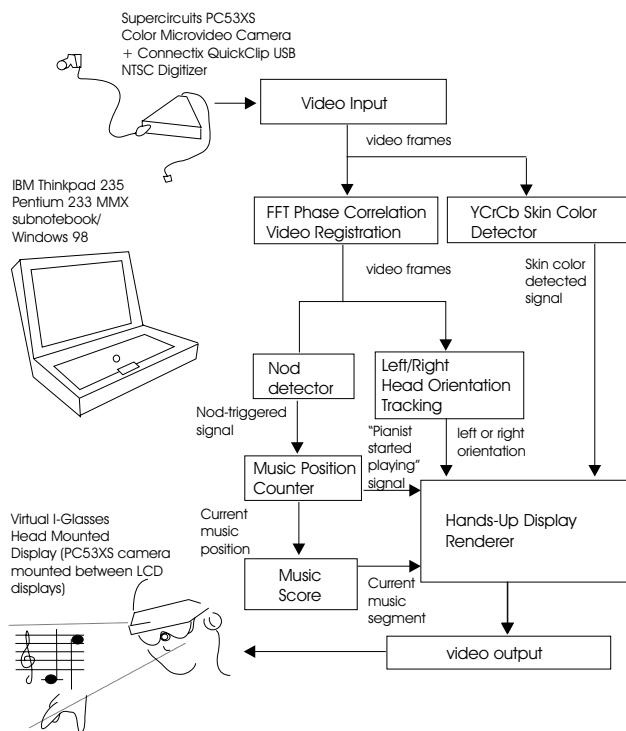 Supercircuits PC53XS
Color Microvideo Camera
+ Connectix QuickClip USB
NTSC Digitizer
Video Input
video frames
IBM Thinkpad 235
Pentium 233 MMX
subnotebook/
Windows 98
FFT Phase Correlation
Video Registration
YCrCb Skin Color
Detector
video frames
Skin color
detected
signal
Nod
detector
Left/Right
Head Orientation
Tracking
Nod-triggered
signal
"Pianist
started
playing"
signal
left or right
orientation
Music Position
Counter
Current
music
position
Hands-Up Display
Renderer
Virtual I-Glasses
Head Mounted
Display (PC53XS camera
mounted between LCD
displays)
Music
Score
Current
music
segment
video output